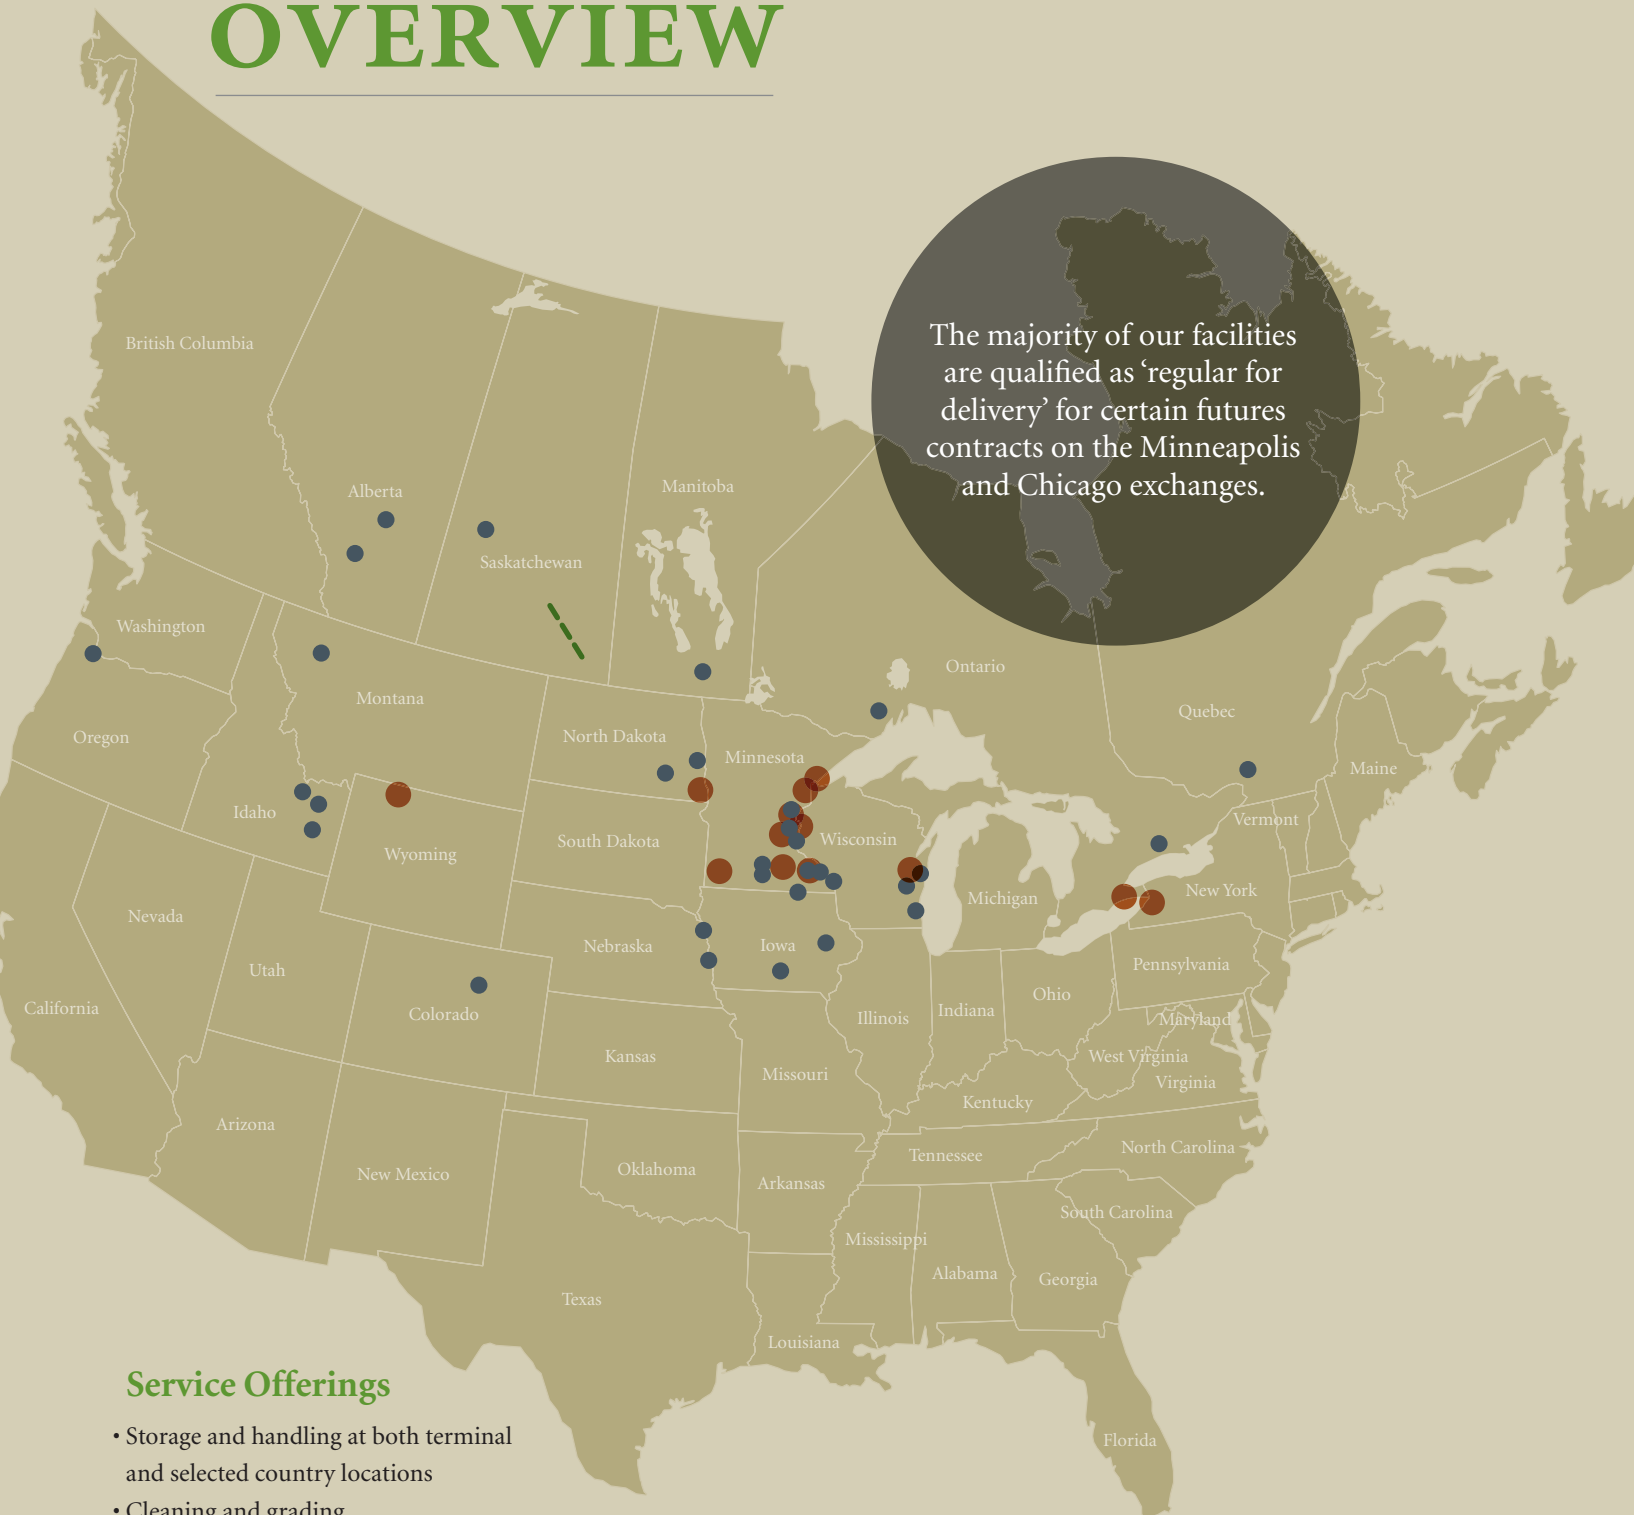 OVERVIEW
The majority of our facilities
are qualified as ‘regular for
delivery’ for certain futures
contracts on the Minneapolis
and Chicago exchanges.
British Columbia
Alberta
Manitoba
Saskatchewan
Washington
Ontario
Montana
Quebec
Oregon
North Dakota
Minnesota
Maine
Idaho
Vermont
South Dakota
Wisconsin
Wyoming
New York
Michigan
Nevada
Nebraska
Iowa
Pennsylvania
Utah
Ohio
California
Colorado
Illinois
Indiana
Maryland
Kansas
West Virginia
Missouri
Virginia
Kentucky
Arizona
North Carolina
Tennessee
New Mexico
Oklahoma
Arkansas
South Carolina
Mississippi
Alabama
Georgia
Texas
Louisiana
Florida
Service Offerings
• Storage and handling at both terminal
and selected country locations
• Cleaning and grading